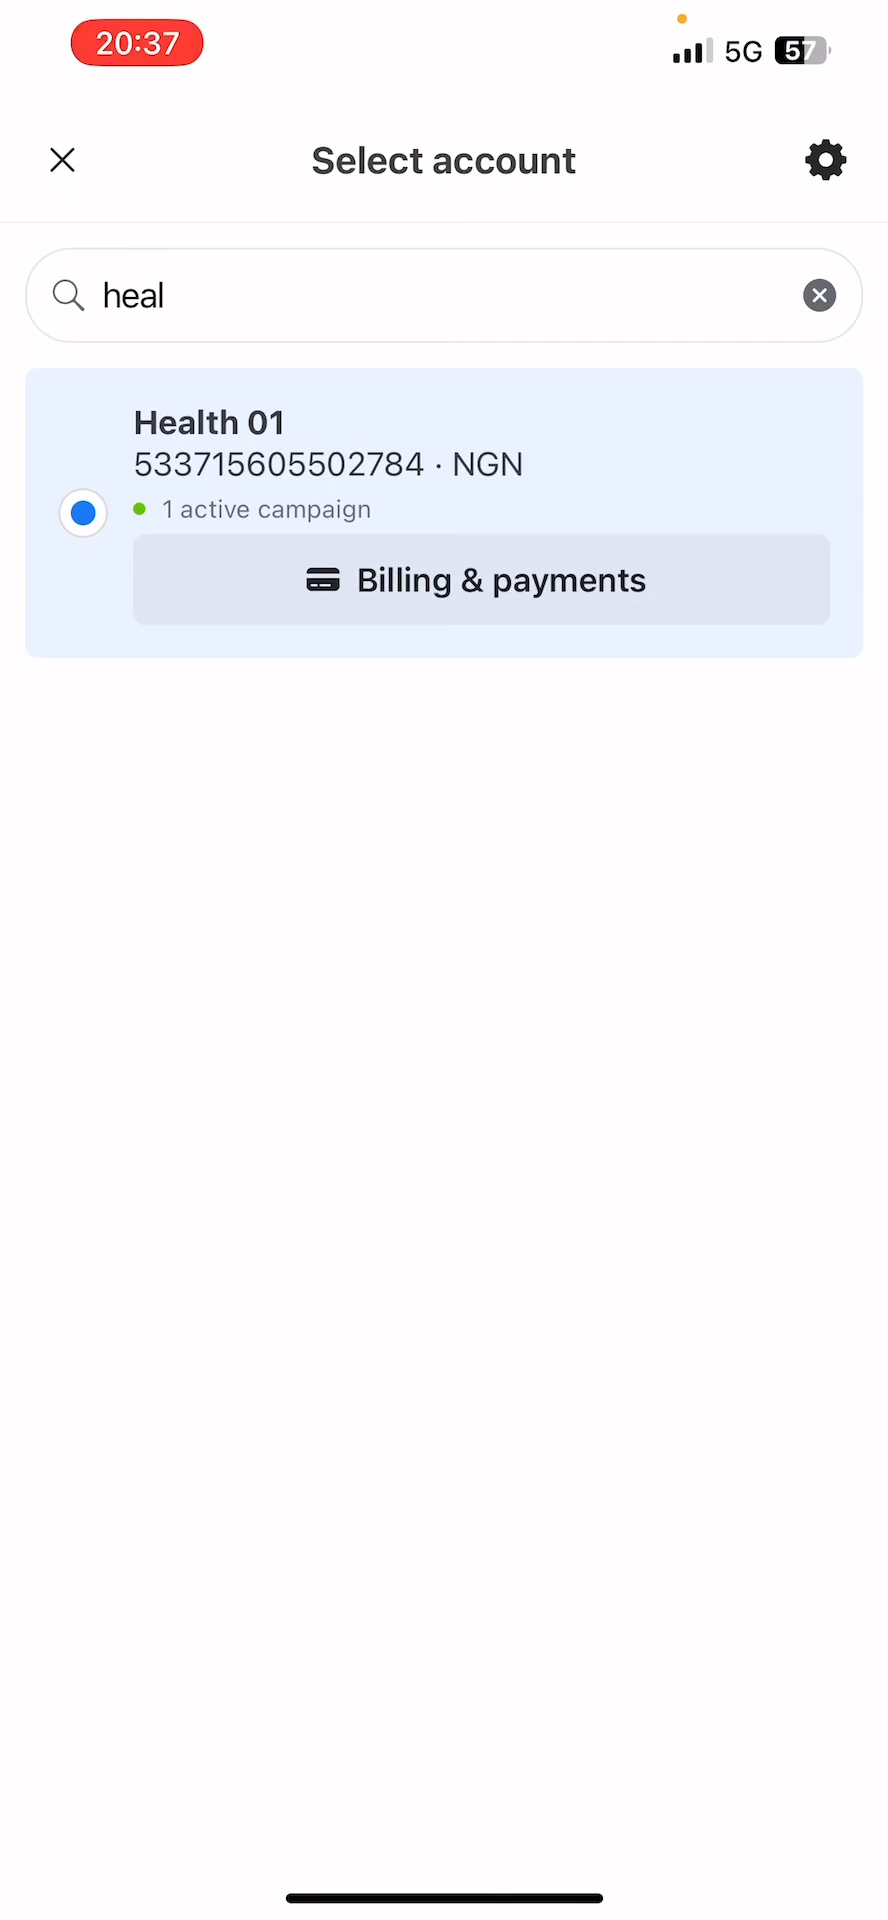 20:37
5G 57
Select account
heal
Health 01
533715605502784 · NGN
1 active campaign
Billing & payments